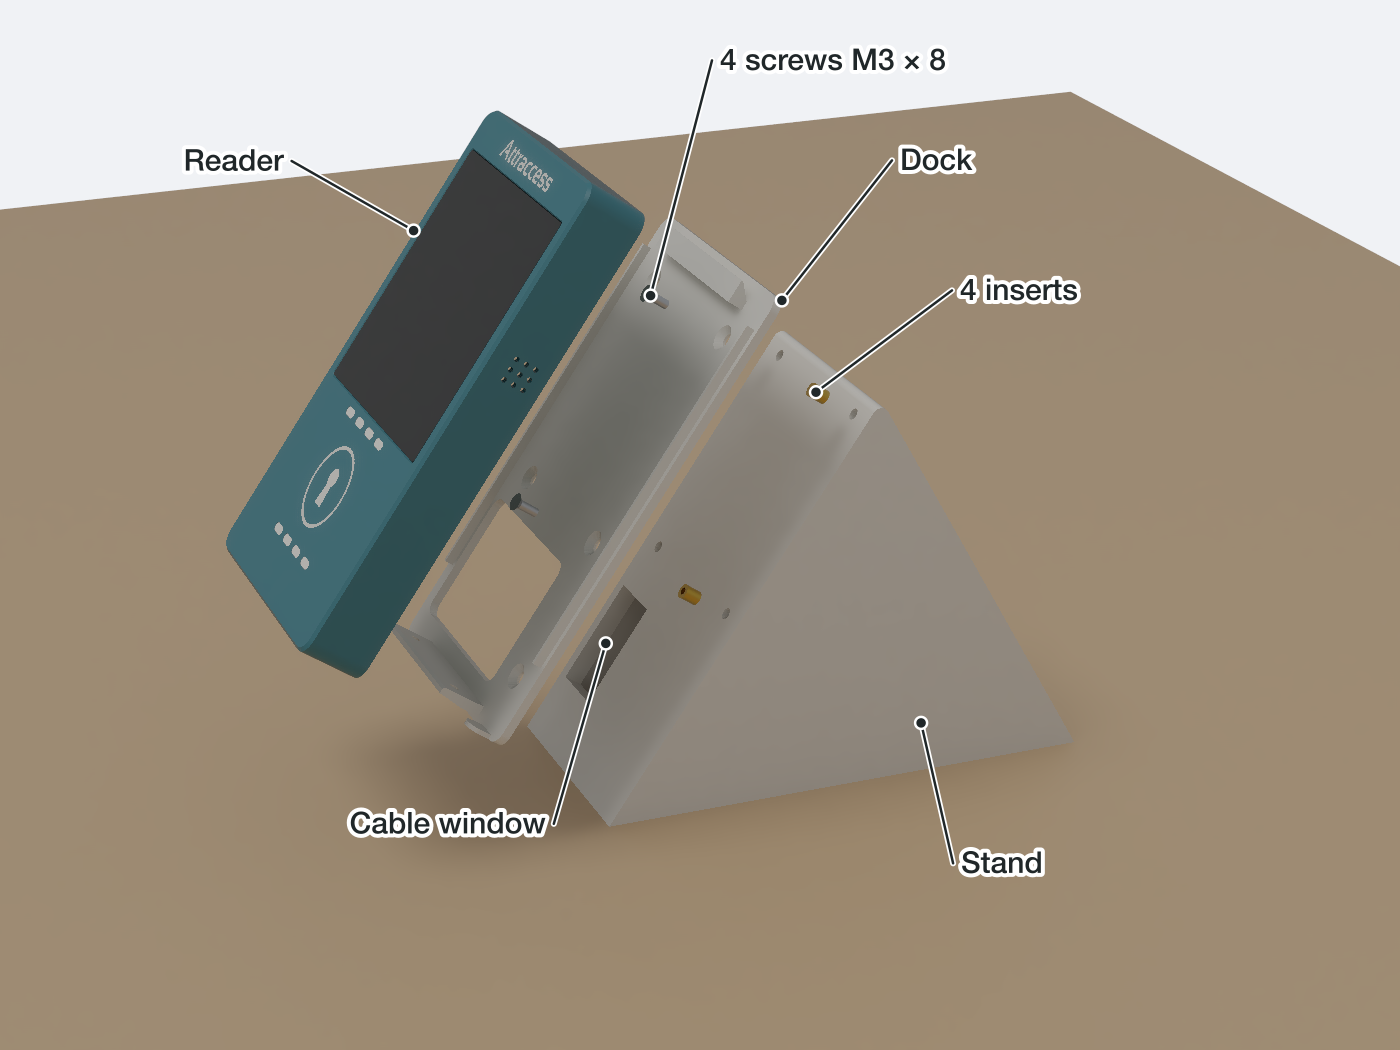 4 screws M3 × 8
Reader
Dock
Attraccess
4 inserts
Cable window
Stand